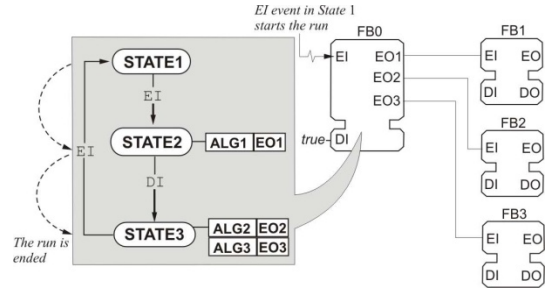 EI event in State 1
starts the run
STATE1
EI
STATE2
ALG1 EO1
EI
DI
STATE3
ALG2 EO2
ALG3 EO3
The run is
ended
FB0
EI EO1
EO2
EO3
true
DI
FB1
EI EO
DI DO
FB2
EI EO
DI DO
FB3
EI EO
DI DO